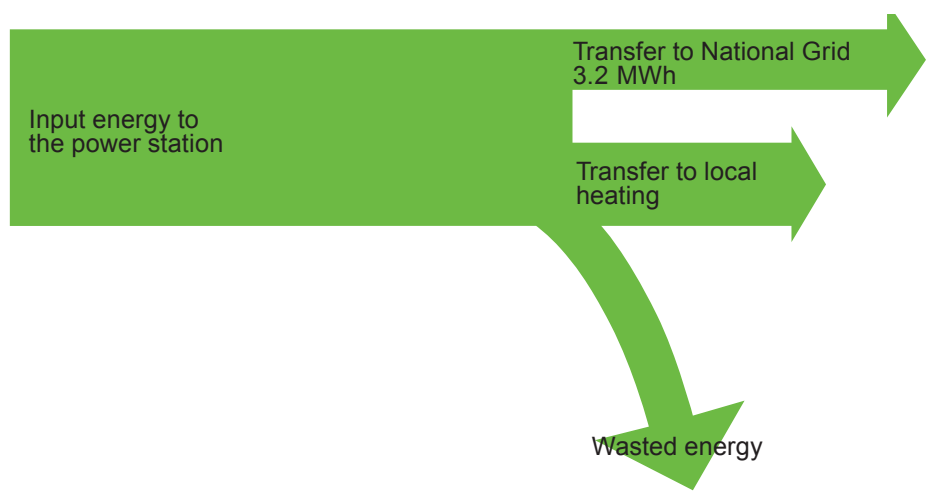 Transfer to National Grid
3.2 MWh
Input energy to
the power station
Transfer to local
heating
Wasted energy